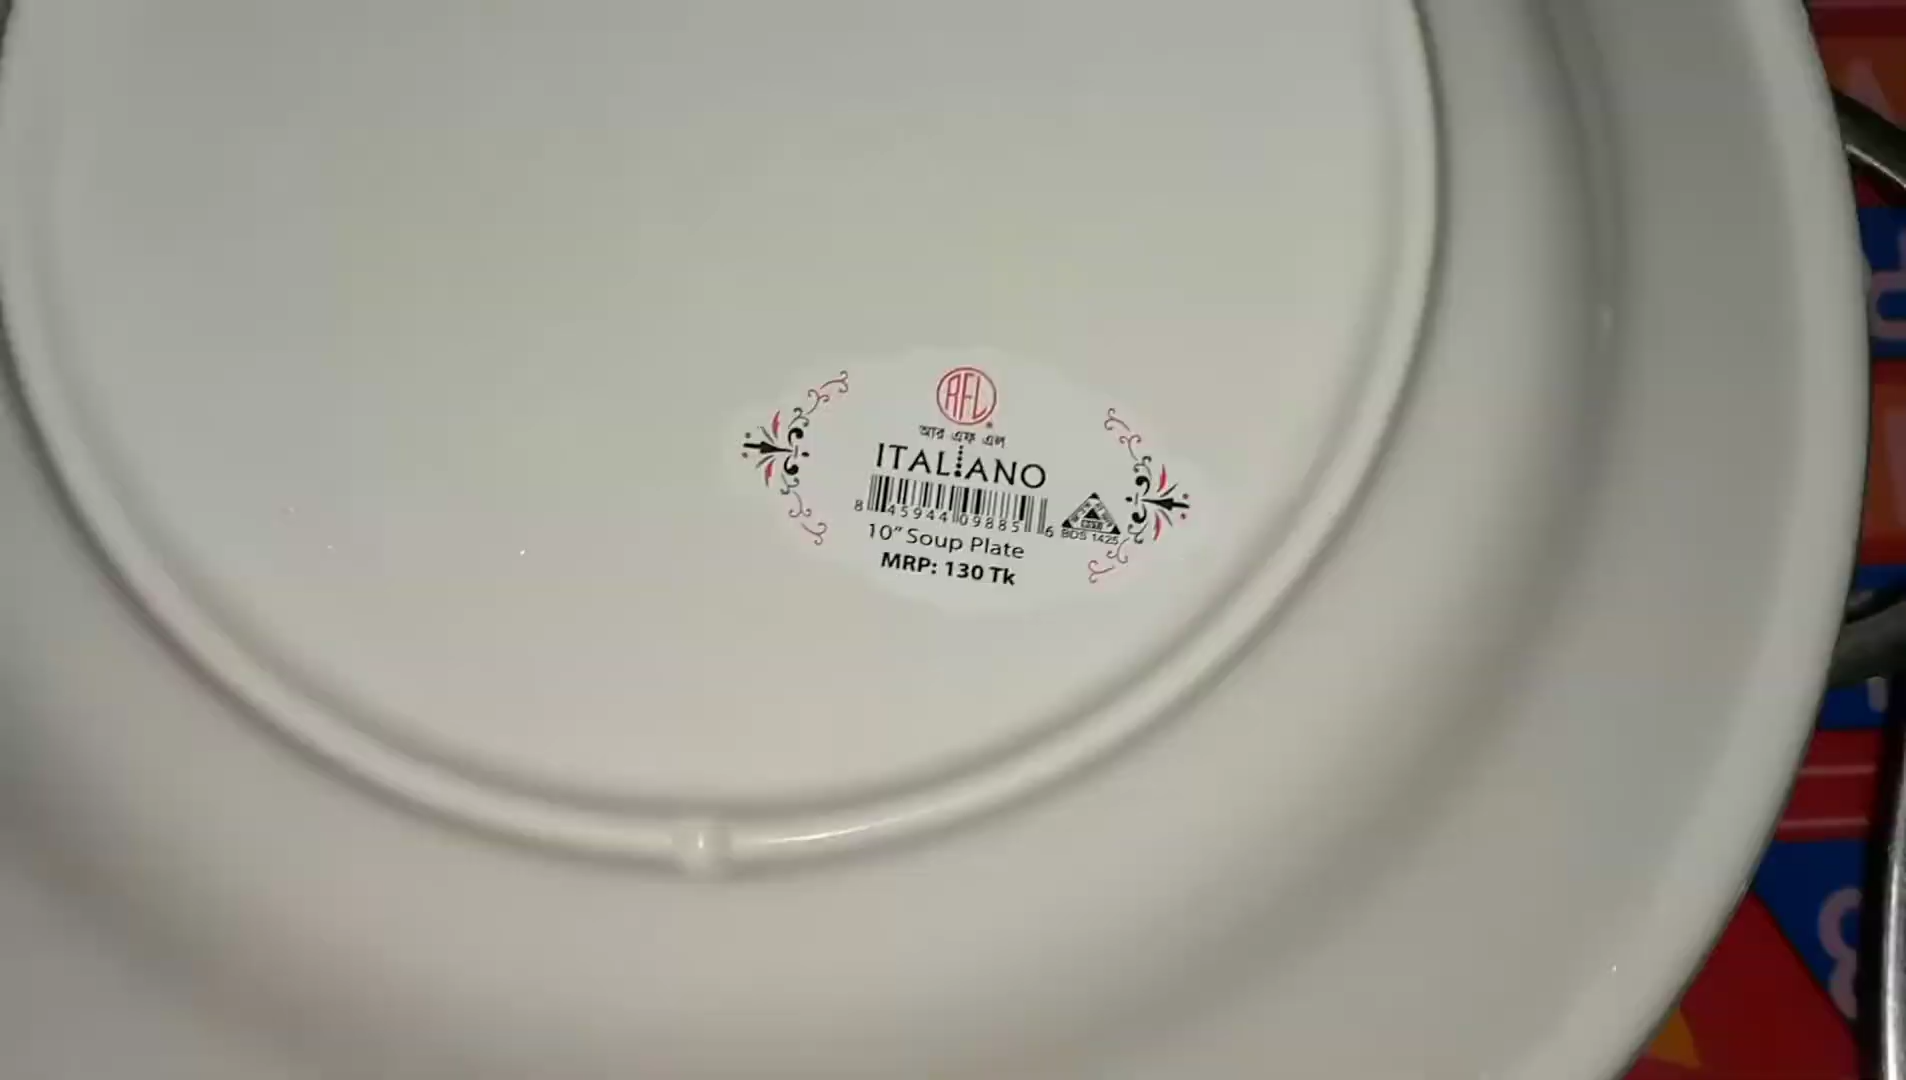 RFL
আর এফ এল
ITALIANO
8 45944 09885 6
BDS 1425
10" Soup Plate
MRP: 130 Tk